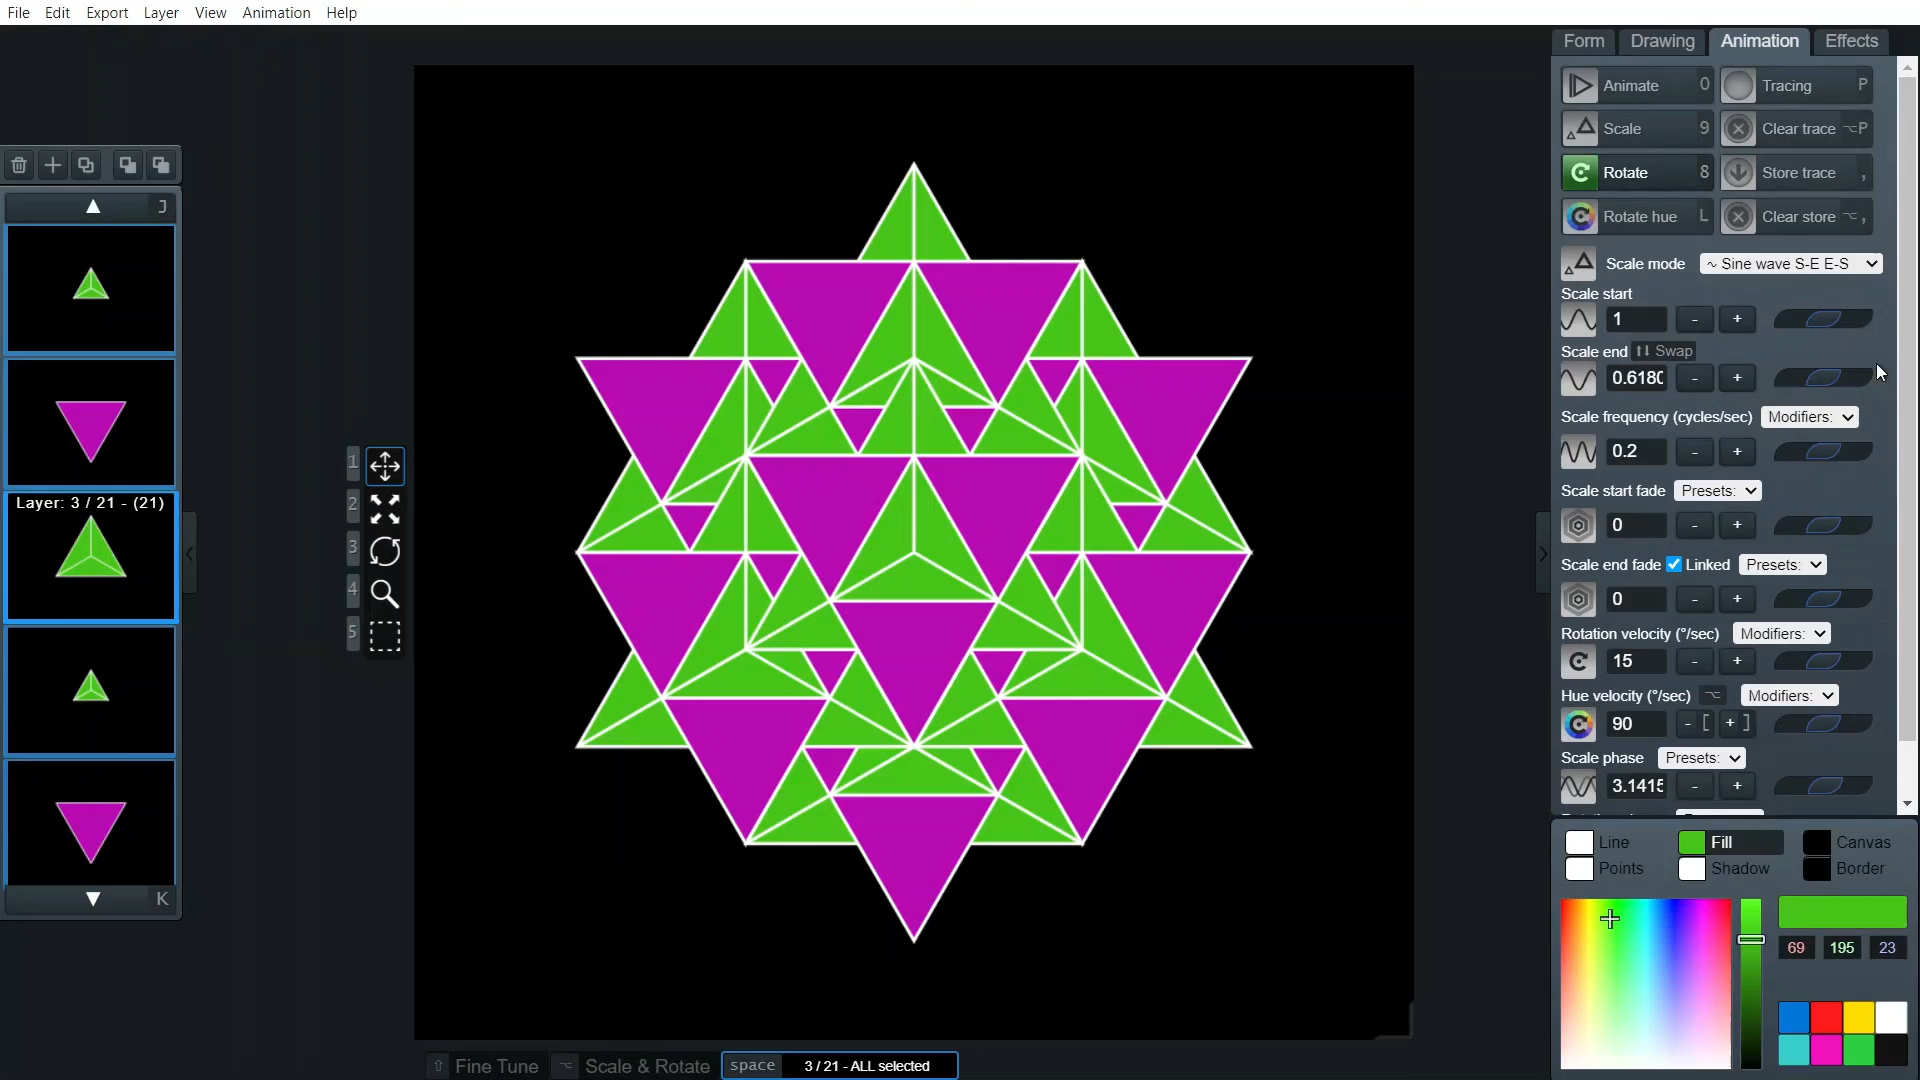 File Edit Export Layer View Animation Help
Form Drawing Animation Effects
Animate O Tracing P
Scale 9 Clear trace ⌥P
Rotate 8 Store trace ,
Rotate hue L Clear store ⌥,
Scale mode ∿ Sine wave S-E E-S
Scale start
1 - +
Scale end ↑↓ Swap
0.6180 - +
Scale frequency (cycles/sec) Modifiers:
0.2 - +
Scale start fade Presets:
0 - +
Scale end fade Linked Presets:
0 - +
Rotation velocity (°/sec) Modifiers:
15 - +
Hue velocity (°/sec) ⌥ Modifiers:
90 - [ + ]
Scale phase Presets:
3.1415 - +
Line Fill Canvas
Points Shadow Border
69 195 23
J
Layer: 3 / 21 - (21)
K
1
2
3
4
5
⇧ Fine Tune ⌥ Scale & Rotate space 3 / 21 - ALL selected